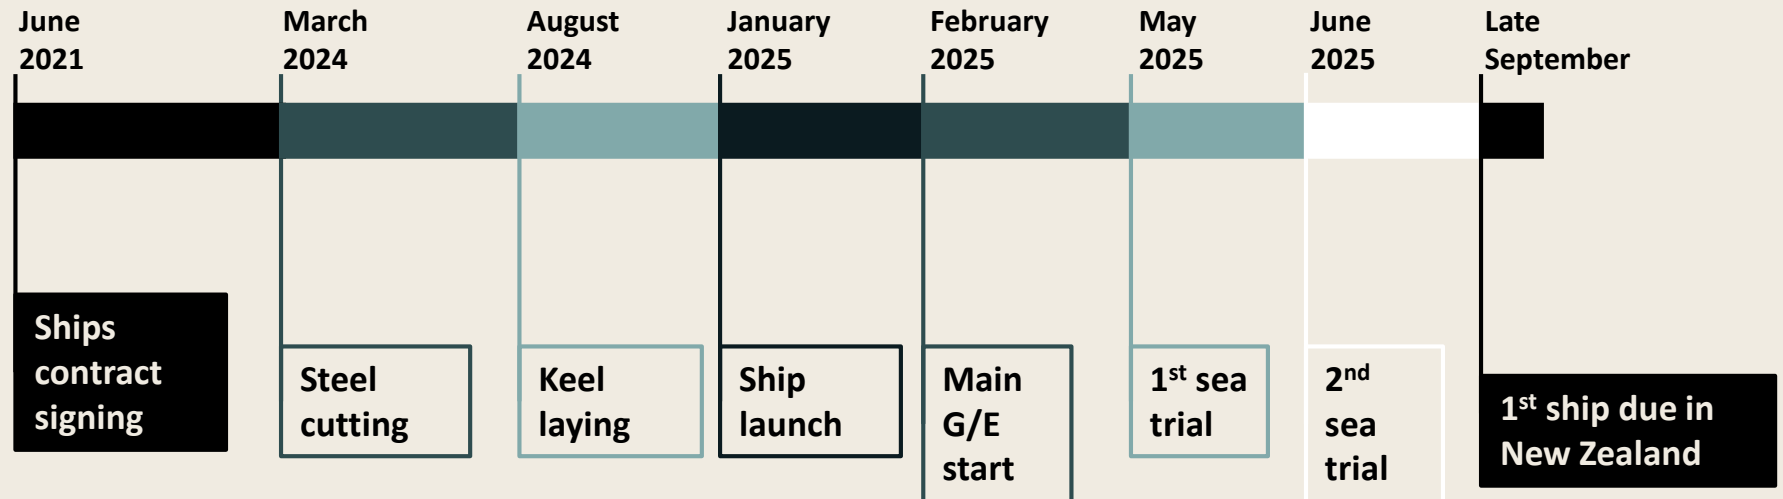 June
2021
March
2024
August
2024
January
2025
February
2025
May
2025
June
2025
Late
September
Ships
contract
signing
Steel
cutting
Keel
laying
Ship
launch
Main
G/E
start
1st sea
trial
2nd
sea
trial
1st ship due in
New Zealand